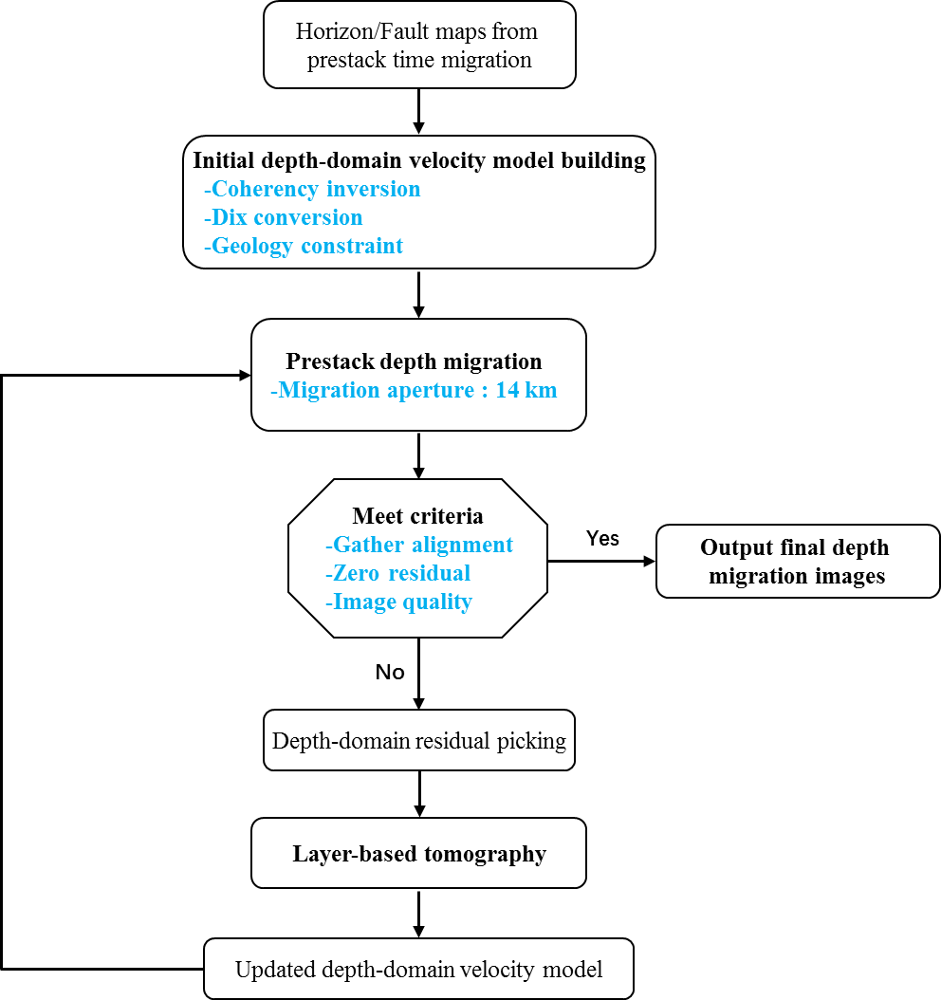 Horizon/Fault maps from
prestack time migration
Initial depth-domain velocity model building
-Coherency inversion
-Dix conversion
-Geology constraint
Prestack depth migration
-Migration aperture : 14 km
Meet criteria
-Gather alignment
-Zero residual
-Image quality
Yes
Output final depth
migration images
No
Depth-domain residual picking
Layer-based tomography
Updated depth-domain velocity model